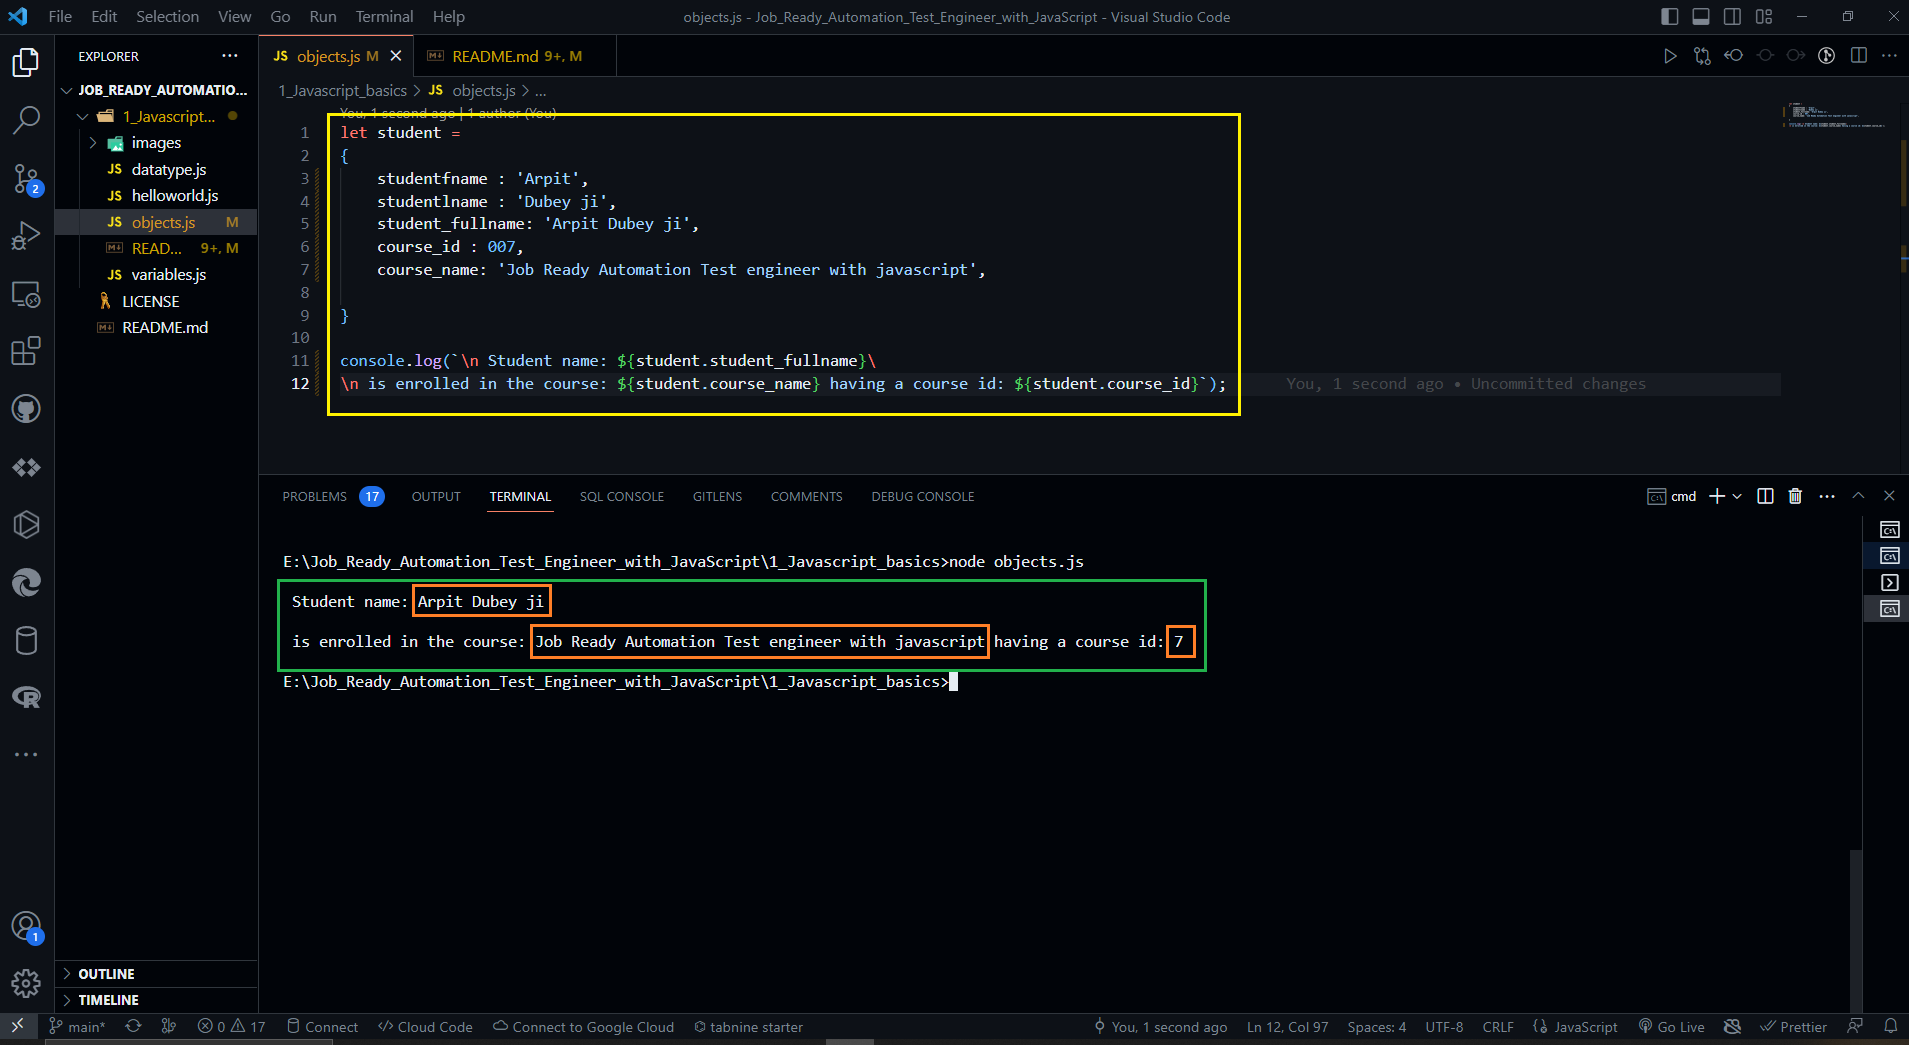 File Edit Selection View Go Run Terminal Help
objects.js - Job_Ready_Automation_Test_Engineer_with_JavaScript - Visual Studio Code
EXPLORER
JOB_READY_AUTOMATIO...
1_Javascript...
images
JS datatype.js
JS helloworld.js
JS objects.js M
READ... 9+, M
JS variables.js
LICENSE
README.md
OUTLINE
TIMELINE
JS objects.js M
README.md 9+, M
1_Javascript_basics > JS objects.js > ...
You, 1 second ago | 1 author (You)
1 let student =
2 {
3 studentfname : 'Arpit',
4 studentlname : 'Dubey ji',
5 student_fullname: 'Arpit Dubey ji',
6 course_id : 007,
7 course_name: 'Job Ready Automation Test engineer with javascript',
8
9 }
10
11 console.log(`\n Student name: ${student.student_fullname}\
12 \n is enrolled in the course: ${student.course_name} having a course id: ${student.course_id}`); You, 1 second ago • Uncommitted changes
PROBLEMS 17 OUTPUT TERMINAL SQL CONSOLE GITLENS COMMENTS DEBUG CONSOLE
cmd
E:\Job_Ready_Automation_Test_Engineer_with_JavaScript\1_Javascript_basics>node objects.js
Student name: Arpit Dubey ji
is enrolled in the course: Job Ready Automation Test engineer with javascript having a course id: 7
E:\Job_Ready_Automation_Test_Engineer_with_JavaScript\1_Javascript_basics>
2
1
main* 0 17 Connect Cloud Code Connect to Google Cloud tabnine starter
You, 1 second ago Ln 12, Col 97 Spaces: 4 UTF-8 CRLF JavaScript Go Live Prettier